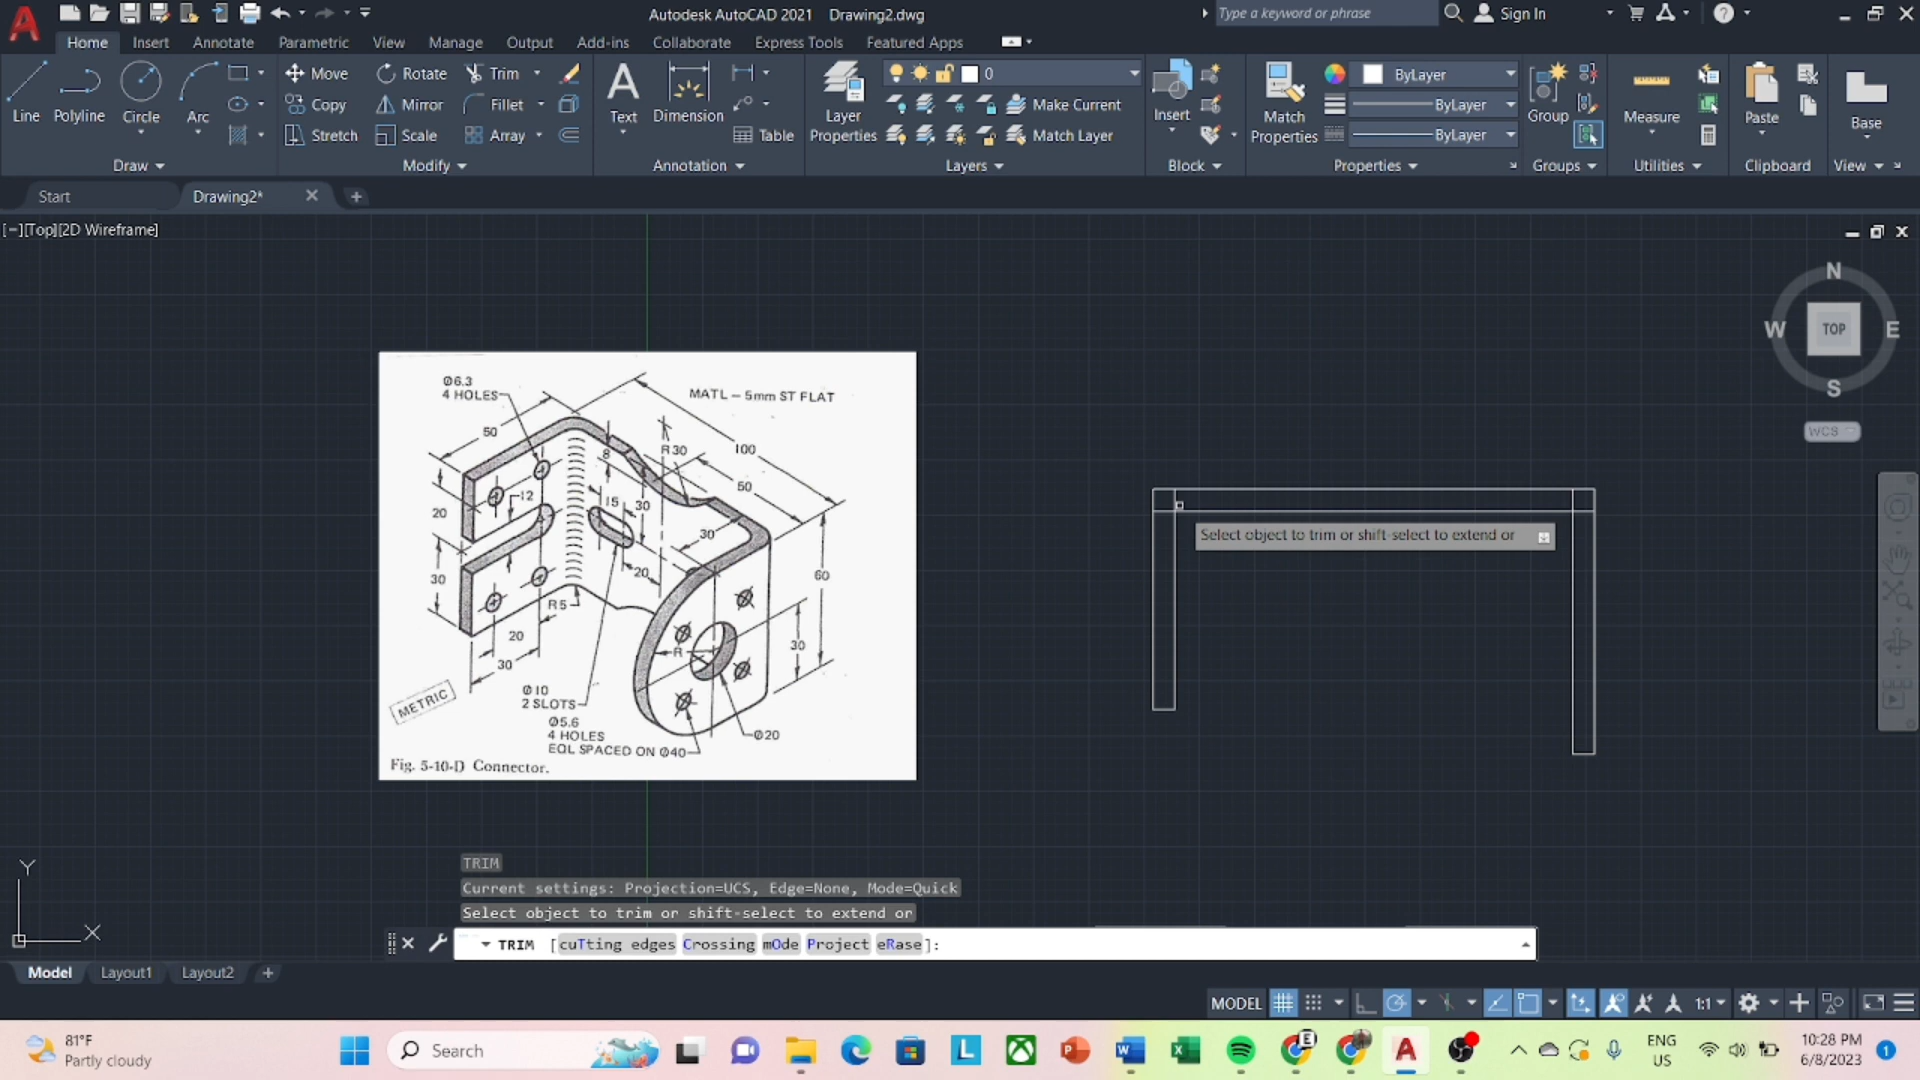 Autodesk AutoCAD 2021 Drawing2.dwg
Type a keyword or phrase
Sign In
Home Insert Annotate Parametric View Manage Output Add-ins Collaborate Express Tools Featured Apps
Line Polyline Circle Arc
Move Rotate Trim
Copy Mirror Fillet
Stretch Scale Array
Text Dimension Table
Layer Properties
0
Make Current
Match Layer
Insert
Match Properties
ByLayer
ByLayer
ByLayer
Group
Measure
Paste
Base
Draw Modify Annotation Layers Block Properties Groups Utilities Clipboard View
Start Drawing2*
[−][Top][2D Wireframe]
N
W TOP E
S
WCS
Ø6.3
4 HOLES
MATL – 5mm ST FLAT
50
8
R30
100
50
12
15
30
20
30
30
20
60
R5
20
30
R
30
Ø10
2 SLOTS
Ø5.6
4 HOLES
EQL SPACED ON Ø40
Ø20
METRIC
Fig. 5-10-D Connector.
Select object to trim or shift-select to extend or
TRIM
Current settings: Projection=UCS, Edge=None, Mode=Quick
Select object to trim or shift-select to extend or
TRIM [cuTting edges Crossing mOde Project eRase]:
Y
X
Model Layout1 Layout2
MODEL 1:1
81°F
Partly cloudy
Search
ENG
US
10:28 PM
6/8/2023
1